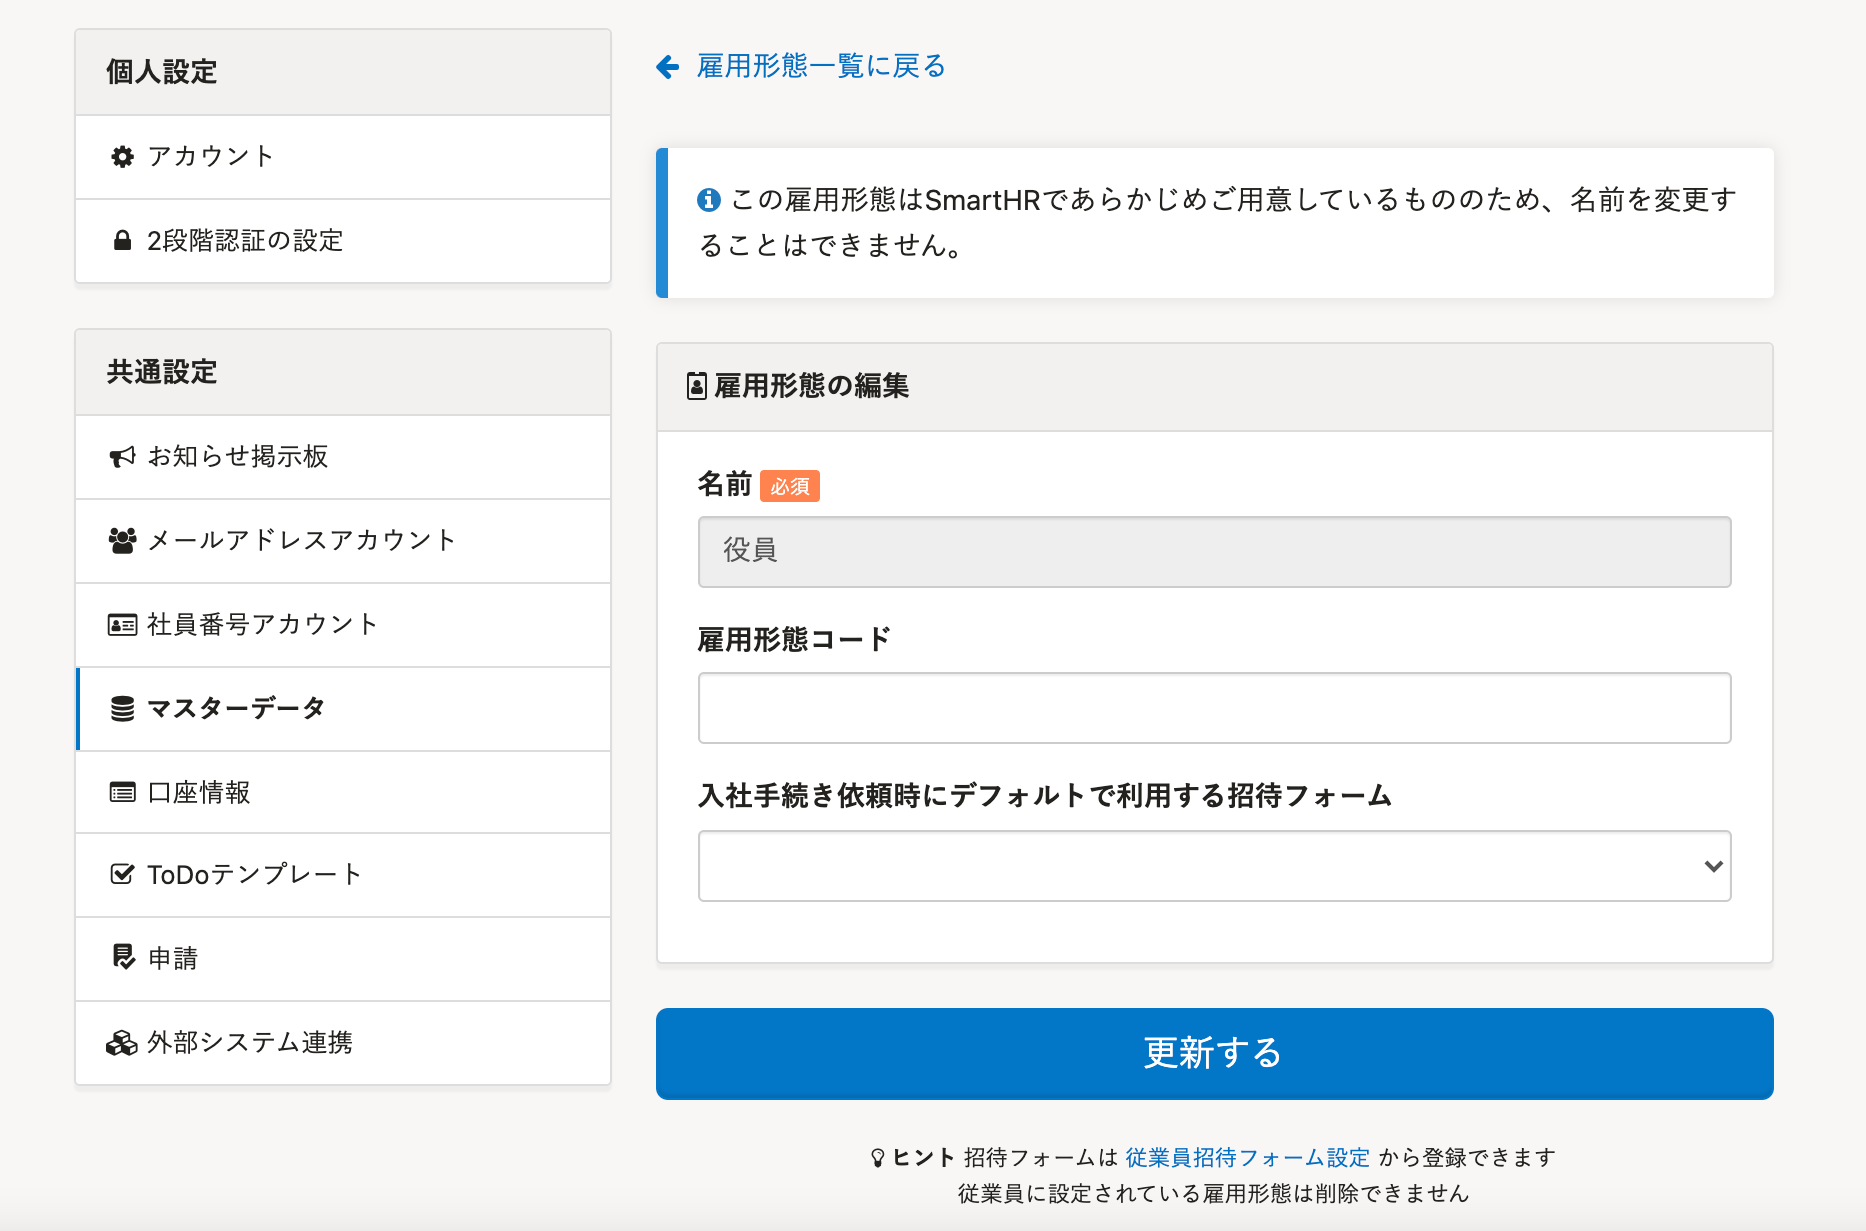 個人設定
アカウント
2段階認証の設定
共通設定
お知らせ掲示板
メールアドレスアカウント
社員番号アカウント
マスターデータ
口座情報
ToDoテンプレート
申請
外部システム連携
雇用形態一覧に戻る
この雇用形態はSmartHRであらかじめご用意しているもののため、名前を変更す
ることはできません。
雇用形態の編集
名前 必須
役員
雇用形態コード
入社手続き依頼時にデフォルトで利用する招待フォーム
更新する
ヒント 招待フォームは 従業員招待フォーム設定 から登録できます
従業員に設定されている雇用形態は削除できません